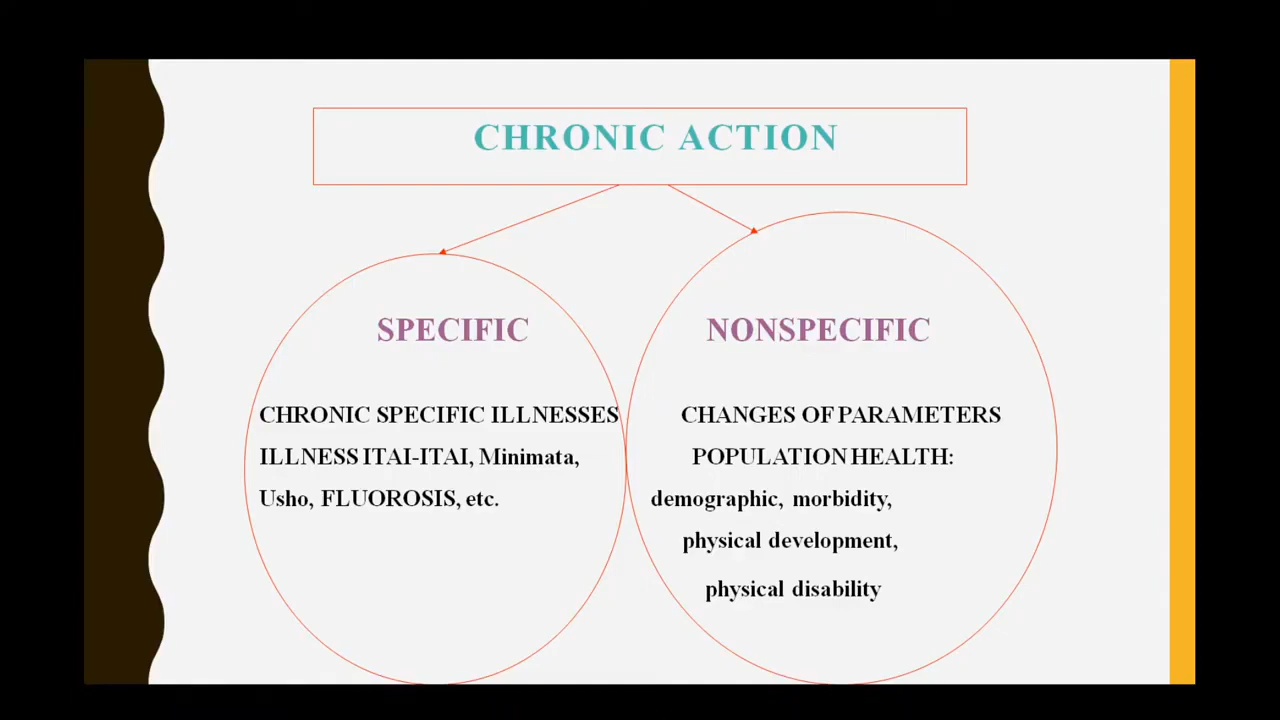 CHRONIC ACTION
SPECIFIC
CHRONIC SPECIFIC ILLNESSES
ILLNESS ITAI-ITAI, Minimata,
Usho, FLUOROSIS, etc.
NONSPECIFIC
CHANGES OF PARAMETERS
POPULATION HEALTH:
demographic, morbidity,
physical development,
physical disability